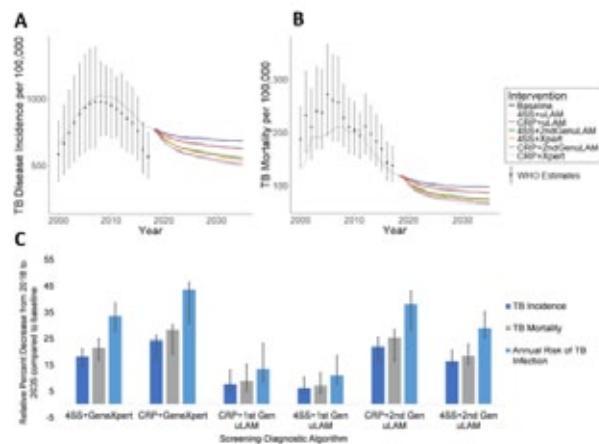 A
B
TB Disease Incidence per 100,000
1000
500
2000
2010
2020
2030
Year
TB Mortality per 100,000
300
200
100
2000
2010
2020
2030
Year
Intervention
Baseline
4SS+uLAM
CRP+uLAM
4SS+2ndGenuLAM
4SS+Xpert
CRP+2ndGenuLAM
CRP+Xpert
WHO Estimates
C
Relative Percent Decrease from 2018 to
2035 compared to baseline
55
45
35
25
15
5
-5
4SS+GeneXpert
CRP+GeneXpert
CRP+1st Gen
uLAM
4SS+1st Gen
uLAM
CRP+2nd Gen
uLAM
4SS+2nd Gen
uLAM
Screening-Diagnostic Algorithm
TB Incidence
TB Mortality
Annual Risk of TB
Infection